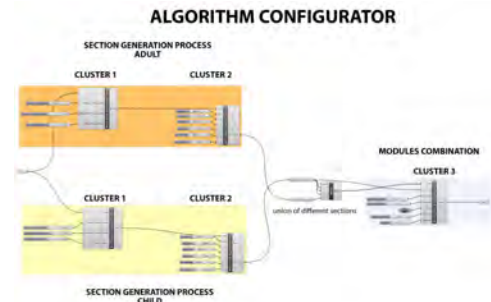 ALGORITHM CONFIGURATOR
SECTION GENERATION PROCESS
ADULT
CLUSTER 1
CLUSTER 2
MODULES COMBINATION
CLUSTER 3
union of different sections
CLUSTER 1
CLUSTER 2
SECTION GENERATION PROCESS
CHILD